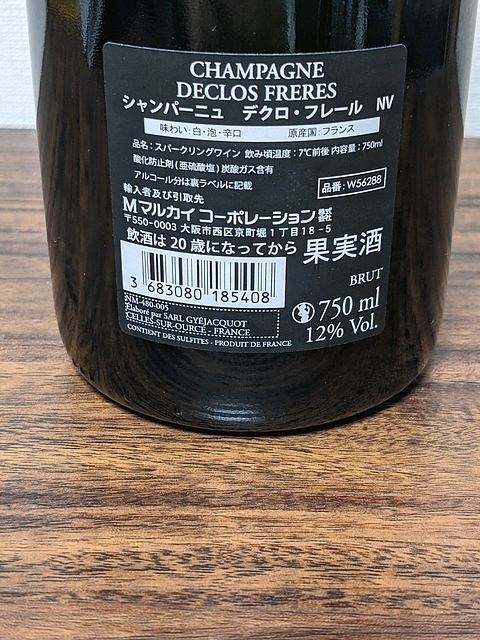 CHAMPAGNE
DECLOS FRERES
シャンパーニュ デクロ・フレール NV
味わい：白・泡・辛口 原産国：フランス
品名：スパークリングワイン 飲み頃温度：7℃前後 内容量：750ml
酸化防止剤（亜硫酸塩）炭酸ガス含有
アルコール分は裏ラベルに記載
品番：W56288
輸入者及び引取先
マルカイ コーポレーション株式会社
〒550-0003 大阪市西区京町堀1丁目18-5
飲酒は20歳になってから 果実酒
3 683080 185408
BRUT
750 ml
12% Vol.
NM-480-005
Elaboré par SARL GYÉJACQUOT
CELLES-SUR-OURCE - FRANCE
CONTIENT DES SULFITES - PRODUIT DE FRANCE